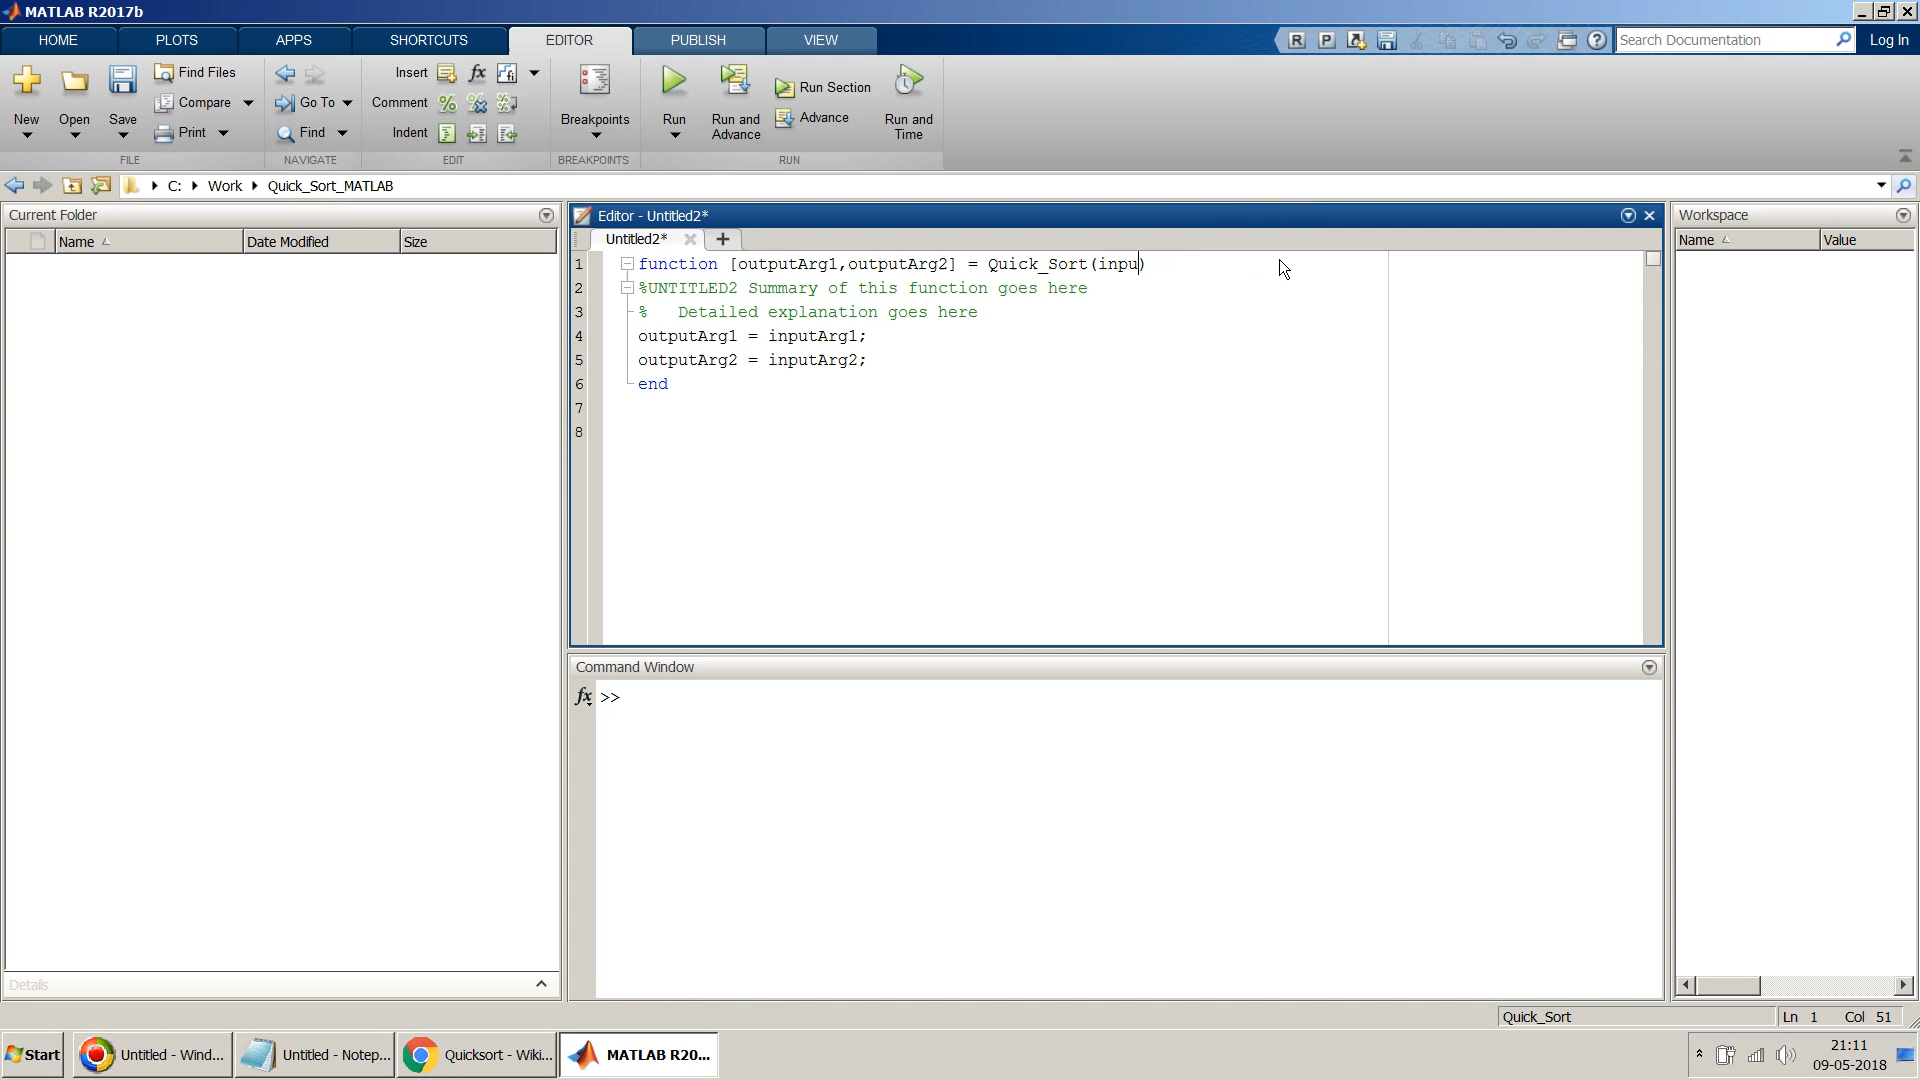 MATLAB R2017b
HOME PLOTS APPS SHORTCUTS EDITOR PUBLISH VIEW Search Documentation Log In
New Open Save Find Files Compare Print
Go To Find
Insert Comment Indent
Breakpoints
Run Run and Advance Run Section Advance Run and Time
FILE NAVIGATE EDIT BREAKPOINTS RUN
C: Work Quick_Sort_MATLAB
Current Folder
Name Date Modified Size
Editor - Untitled2*
Untitled2*
1 function [outputArg1,outputArg2] = Quick_Sort(inpu)
2 %UNTITLED2 Summary of this function goes here
3 %   Detailed explanation goes here
4 outputArg1 = inputArg1;
5 outputArg2 = inputArg2;
6 end
7
8
Workspace
Name Value
Command Window
fx >>
Details
Quick_Sort Ln 1 Col 51
Start Untitled - Wind... Untitled - Notep... Quicksort - Wiki... MATLAB R20...
21:11
09-05-2018